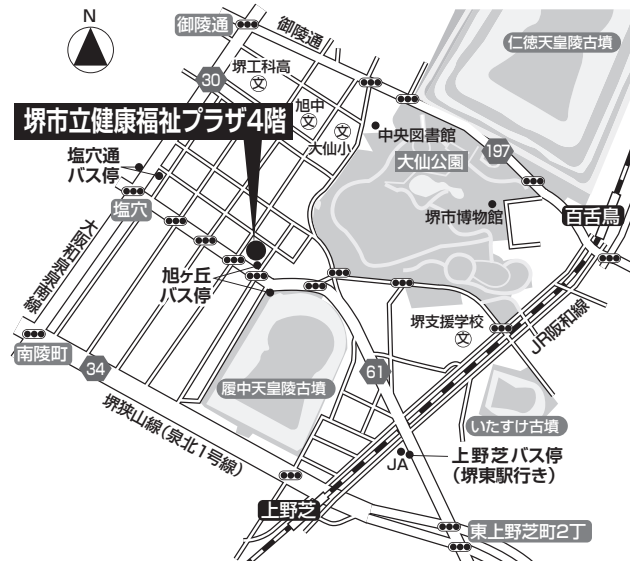 N
御陵通
御陵通
仁徳天皇陵古墳
堺工科高
文
30
旭中
文
文
堺市立健康福祉プラザ4階
大仙小
中央図書館
大仙公園
197
塩穴通
バス停
塩穴
堺市博物館
百舌鳥
大阪和泉泉南線
旭ヶ丘
バス停
堺支援学校
文
JR阪和線
南陵町
34
履中天皇陵古墳
61
いたすけ古墳
堺狭山線(泉北1号線)
JA
上野芝バス停
(堺東駅行き)
上野芝
東上野芝町2丁